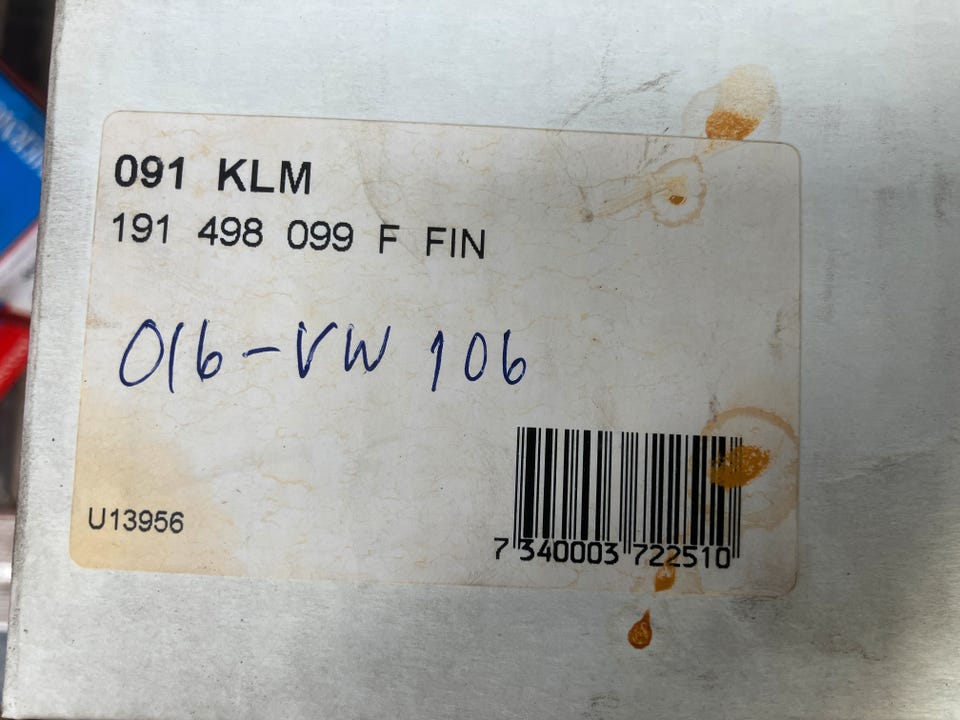 091 KLM
191 498 099 F FIN
016-VW 106
U13956
7 340003 722510